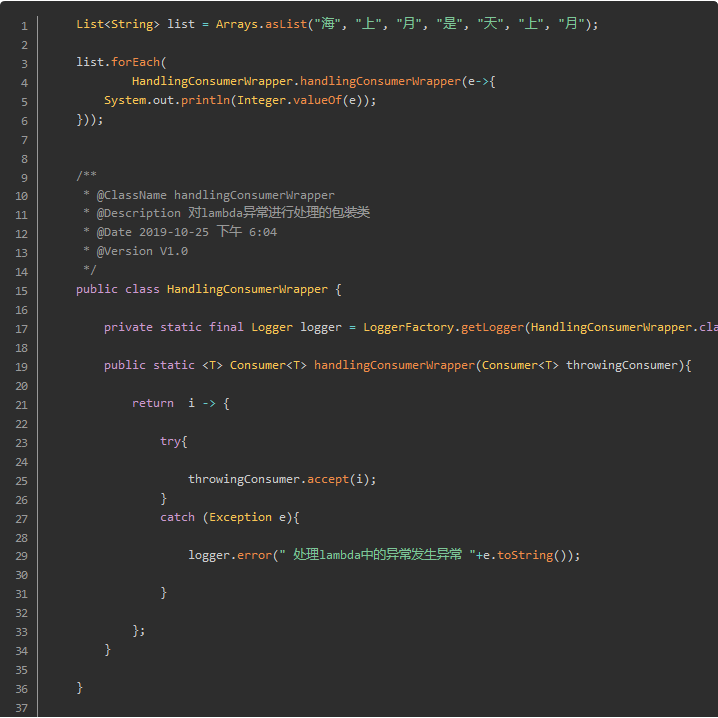 1 List<String> list = Arrays.asList("海", "上", "月", "是", "天", "上", "月");
2
3 list.forEach(
4 HandlingConsumerWrapper.handlingConsumerWrapper(e->{
5 System.out.println(Integer.valueOf(e));
6 }));
7
8
9 /**
10 * @ClassName handlingConsumerWrapper
11 * @Description 对lambda异常进行处理的包装类
12 * @Date 2019-10-25 下午 6:04
13 * @Version V1.0
14 */
15 public class HandlingConsumerWrapper {
16
17 private static final Logger logger = LoggerFactory.getLogger(HandlingConsumerWrapper.cla
18
19 public static <T> Consumer<T> handlingConsumerWrapper(Consumer<T> throwingConsumer){
20
21 return  i -> {
22
23 try{
24
25 throwingConsumer.accept(i);
26 }
27 catch (Exception e){
28
29 logger.error(" 处理lambda中的异常发生异常 "+e.toString());
30
31 }
32
33 };
34 }
35
36 }
37